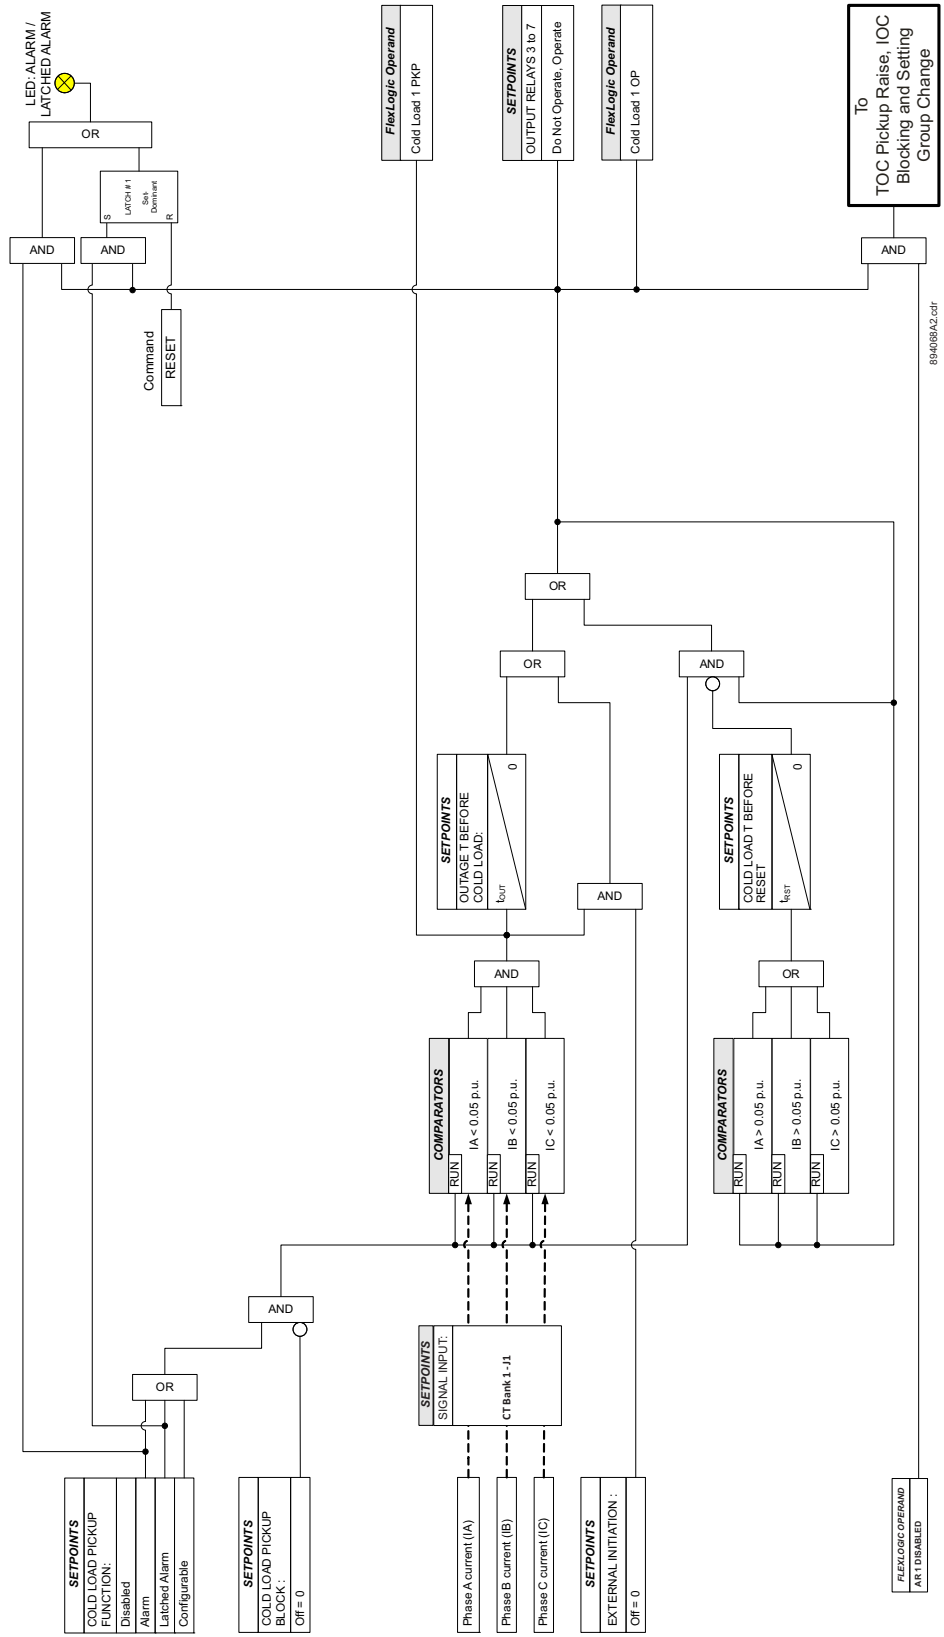 SETPOINTS
COLD LOAD PICKUP
FUNCTION:
Disabled
Alarm
Latched Alarm
Configurable
SETPOINTS
COLD LOAD PICKUP
BLOCK :
Off = 0
Phase A current (IA)
Phase B current (IB)
Phase C current (IC)
SETPOINTS
EXTERNAL INITIATION :
Off = 0
FLEXLOGIC OPERAND
AR 1 DISABLED
OR
AND
SETPOINTS
SIGNAL INPUT:
CT Bank 1 - J1
COMPARATORS
RUN
IA < 0.05 p.u.
RUN
IB < 0.05 p.u.
RUN
IC < 0.05 p.u.
COMPARATORS
RUN
IA > 0.05 p.u.
RUN
IB > 0.05 p.u.
RUN
IC > 0.05 p.u.
AND
OR
AND
SETPOINTS
OUTAGE T BEFORE
COLD LOAD:
tOUT
0
SETPOINTS
COLD LOAD T BEFORE
RESET
tRST
0
OR
AND
OR
Command
RESET
AND
AND
AND
S
LATCH # 1
Set-
Dominant
R
OR
LED: ALARM /
LATCHED ALARM
FlexLogic Operand
Cold Load 1 PKP
SETPOINTS
OUTPUT RELAYS 3 to 7
Do Not Operate, Operate
FlexLogic Operand
Cold Load 1 OP
To
TOC Pickup Raise, IOC
Blocking and Setting
Group Change
894068A2.cdr